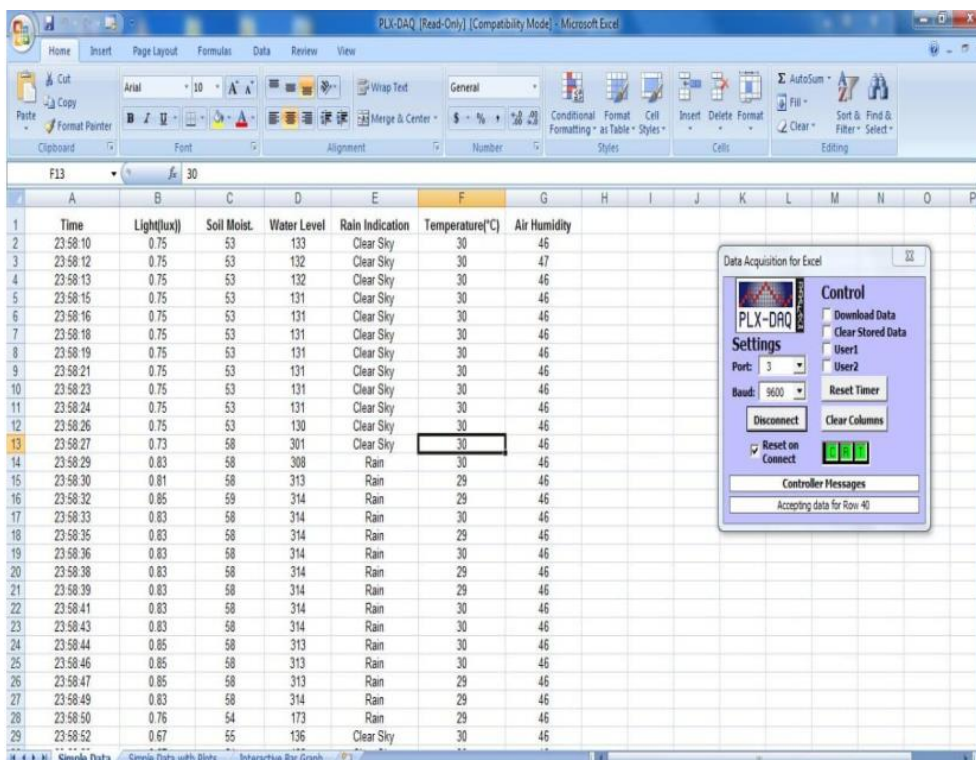 PLX-DAQ [Read-Only] [Compatibility Mode] - Microsoft Excel
Home Insert Page Layout Formulas Data Review View
Paste
Cut
Copy
Format Painter
Clipboard
Arial 10
Font
Wrap Text
Merge & Center
Alignment
General
Number
Conditional Formatting
Format as Table
Cell Styles
Styles
Insert Delete Format
Cells
AutoSum
Fill
Clear
Sort & Filter
Find & Select
Editing
F13 fx 30
A B C D E F G H I J K L M N O P
1 Time Light(lux)) Soil Moist. Water Level Rain Indication Temperature(°C) Air Humidity
2 23:58:10 0.75 53 133 Clear Sky 30 46
3 23:58:12 0.75 53 132 Clear Sky 30 47
4 23:58:13 0.75 53 132 Clear Sky 30 46
5 23:58:15 0.75 53 131 Clear Sky 30 46
6 23:58:16 0.75 53 131 Clear Sky 30 46
7 23:58:18 0.75 53 131 Clear Sky 30 46
8 23:58:19 0.75 53 131 Clear Sky 30 46
9 23:58:21 0.75 53 131 Clear Sky 30 46
10 23:58:23 0.75 53 131 Clear Sky 30 46
11 23:58:24 0.75 53 131 Clear Sky 30 46
12 23:58:26 0.75 53 130 Clear Sky 30 46
13 23:58:27 0.73 58 301 Clear Sky 30 46
14 23:58:29 0.83 58 308 Rain 30 46
15 23:58:30 0.81 58 313 Rain 29 46
16 23:58:32 0.85 59 314 Rain 29 46
17 23:58:33 0.83 58 314 Rain 30 46
18 23:58:35 0.83 58 314 Rain 29 46
19 23:58:36 0.83 58 314 Rain 30 46
20 23:58:38 0.83 58 314 Rain 29 46
21 23:58:39 0.83 58 314 Rain 29 46
22 23:58:41 0.83 58 314 Rain 30 46
23 23:58:43 0.83 58 314 Rain 30 46
24 23:58:44 0.85 58 313 Rain 30 46
25 23:58:46 0.85 58 313 Rain 30 46
26 23:58:47 0.85 58 313 Rain 29 46
27 23:58:49 0.83 58 314 Rain 29 46
28 23:58:50 0.76 54 173 Rain 29 46
29 23:58:52 0.67 55 136 Clear Sky 30 46
Data Acquisition for Excel
PLX-DAQ
Control
Download Data
Clear Stored Data
User1
User2
Settings
Port: 3
Baud: 9600
Reset Timer
Disconnect
Clear Columns
Reset on Connect
Controller Messages
Accepting data for Row 40
Simple Data Simple Data with Plots Interactive Bar Graph